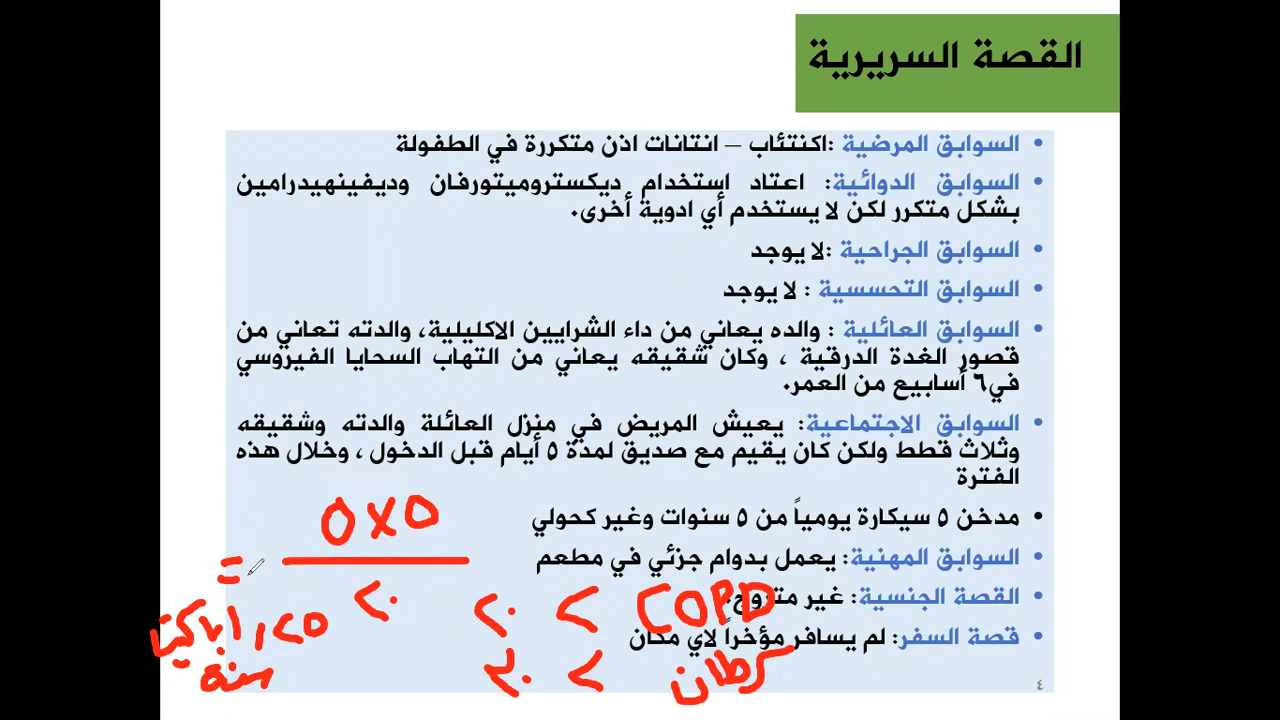 القصة السريرية
السوابق المرضية :اكنتئاب – انتانات اذن متكررة في الطفولة
السوابق الدوائية: اعتاد استخدام ديكستروميتورفان وديفينهيدرامين
بشكل متكرر لكن لا يستخدم أي ادوية أخرى.
السوابق الجراحية :لا يوجد
السوابق التحسسية : لا يوجد
السوابق العائلية : والده يعاني من داء الشرايين الاكليلية، والدته تعاني من
قصور الغدة الدرقية ، وكان شقيقه يعاني من التهاب السحايا الفيروسي
في٦ أسابيع من العمر.
السوابق الاجتماعية: يعيش المريض في منزل العائلة والدته وشقيقه
وثلاث قطط ولكن كان يقيم مع صديق لمدة ٥ أيام قبل الدخول ، وخلال هذه
الفترة
مدخن ٥ سيكارة يومياً من ٥ سنوات وغير كحولي
السوابق المهنية: يعمل بدوام جزئي في مطعم
القصة الجنسية: غير متزوج.
قصة السفر: لم يسافر مؤخراً لاي مكان
٥×٥
٢٠
=
١,٢٥ باكيت
سنة
COPD > ٢٠
سرطان > ٣٠
٤